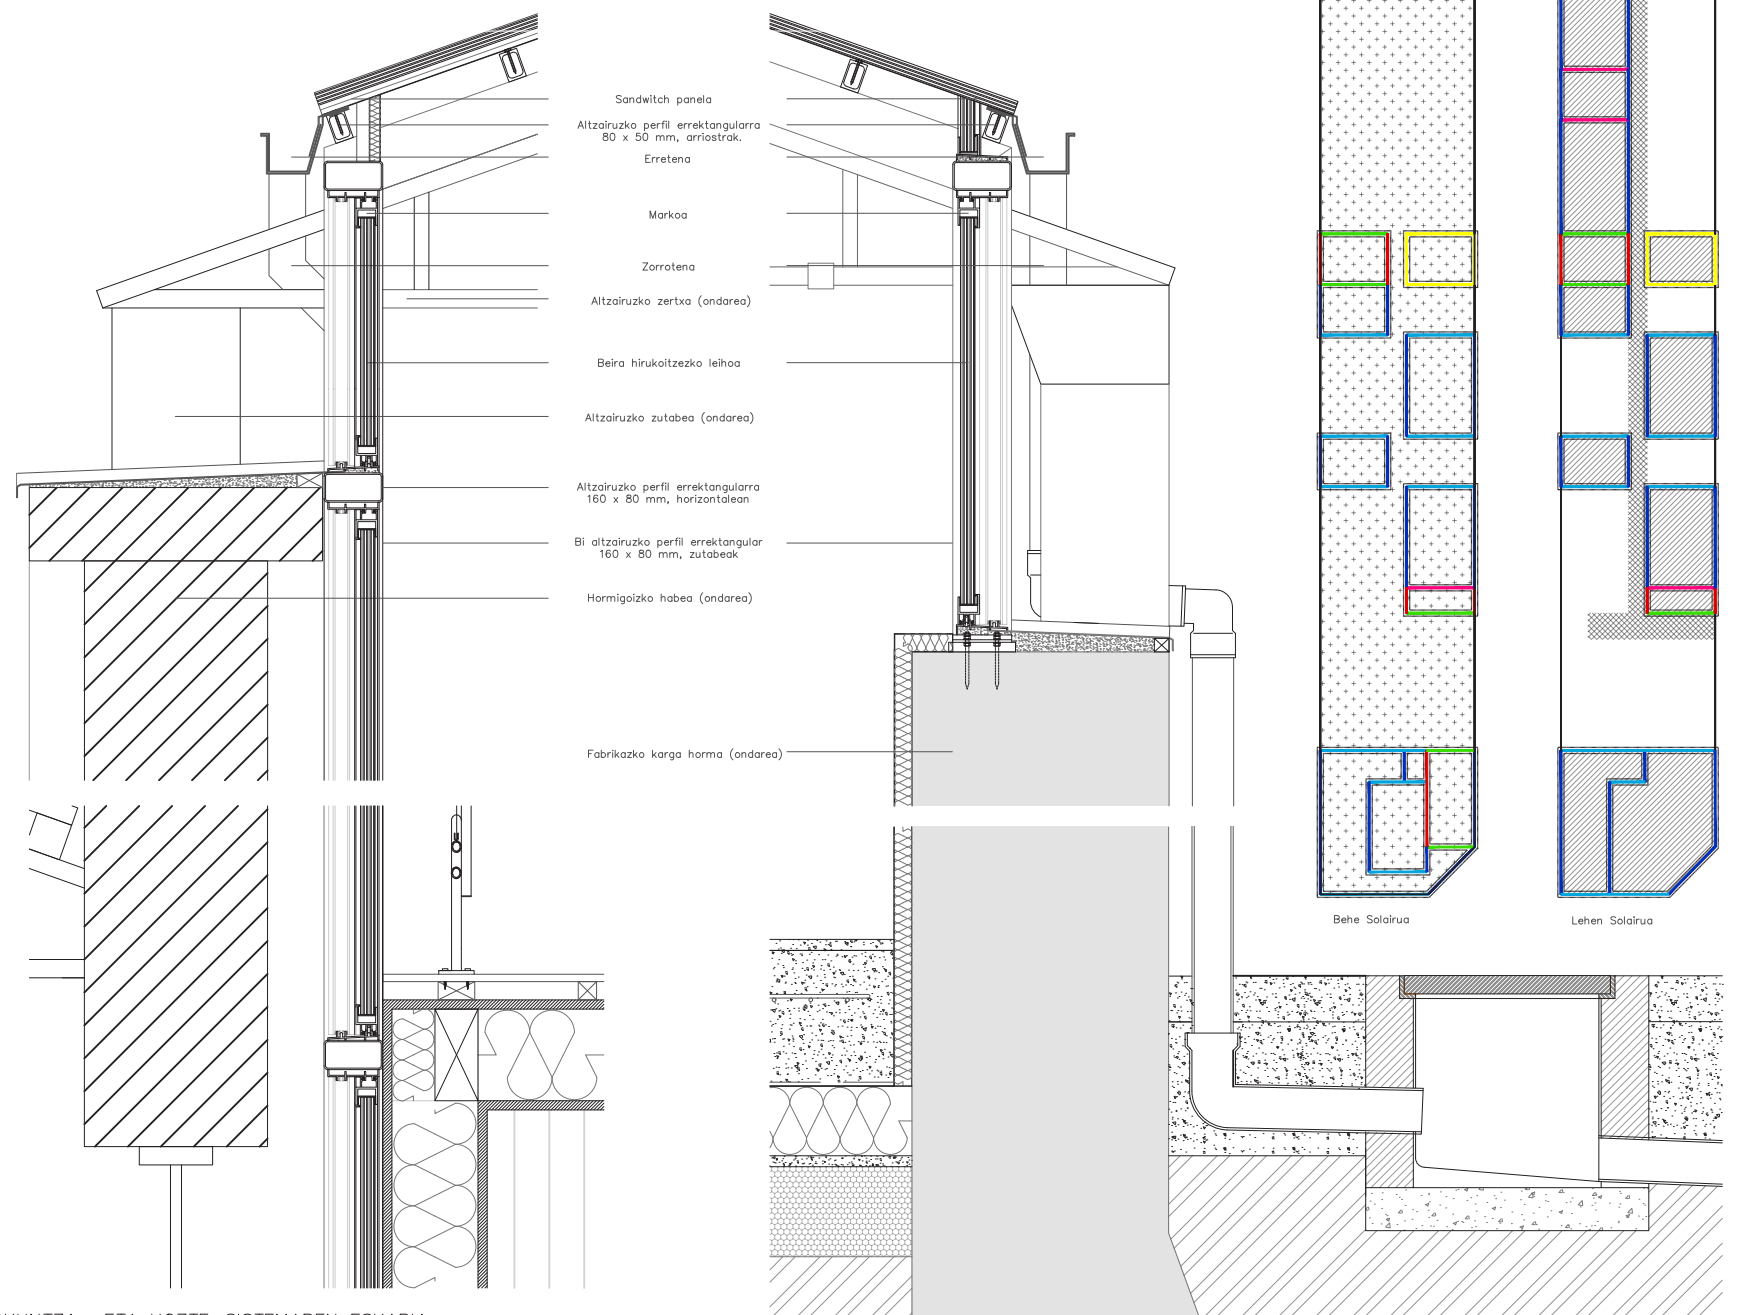 Sandwitch panela
Altzairuzko perfil errektangularra
80 x 50 mm, arriostrak.
Erretena
Markoa
Zorrotena
Altzairuzko zertxa (ondarea)
Beira hirukoitzezko leihoa
Altzairuzko zutabea (ondarea)
Altzairuzko perfil errektangularra
160 x 80 mm, horizontalean
Bi altzairuzko perfil errektangular
160 x 80 mm, zutabeak
Hormigoizko habea (ondarea)
Fabrikazko karga horma (ondarea)
Behe Solairua
Lehen Solairua